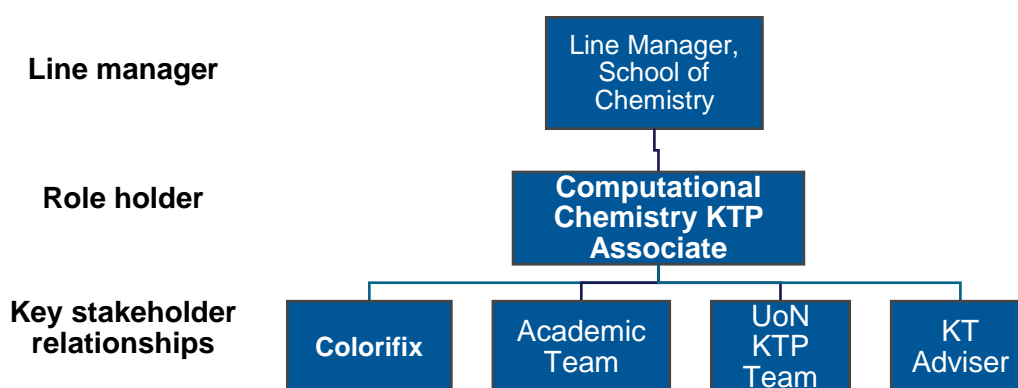 Line manager
Line Manager,
School of
Chemistry
Role holder
Computational
Chemistry KTP
Associate
Key stakeholder
relationships
Colorifix
Academic
Team
UoN
KTP
Team
KT
Adviser